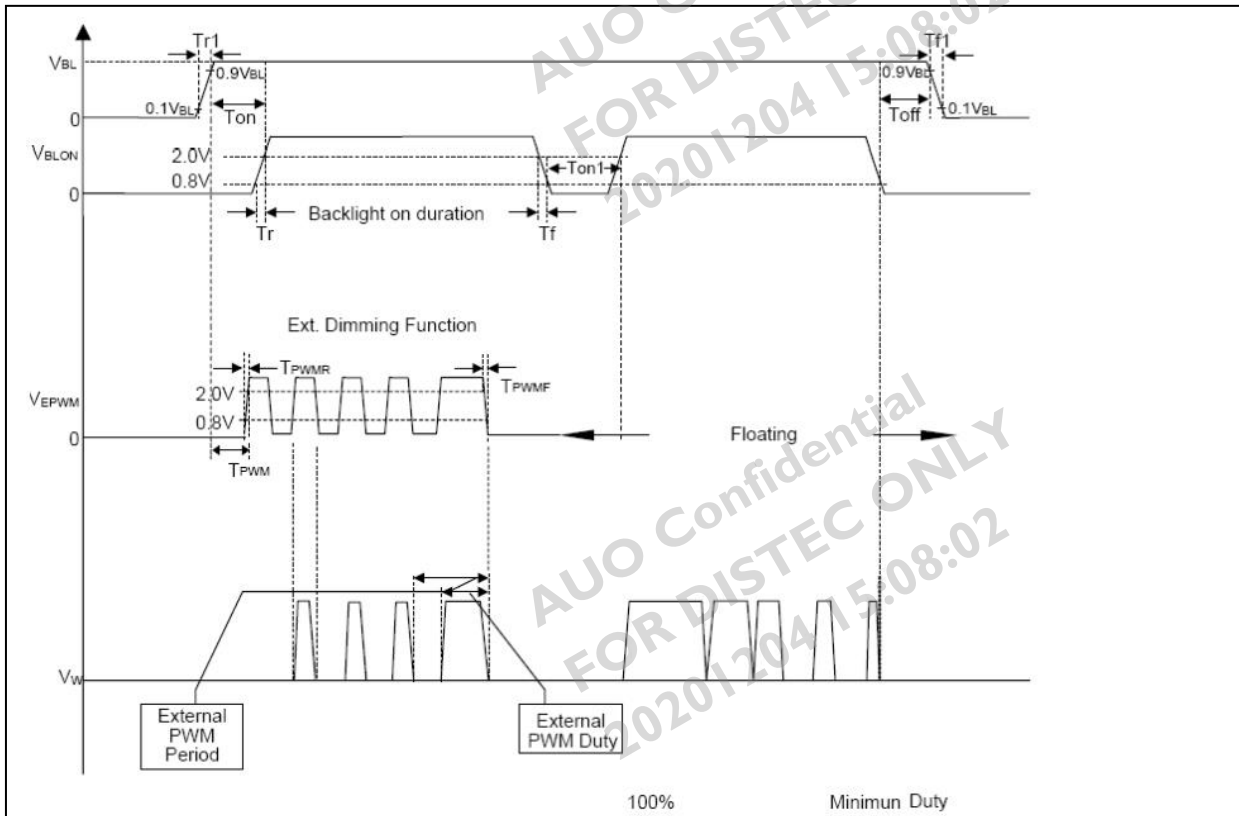 AUO C
FOR DISTEC
20201204 15:08:02
Tr1
Tf1
VBL
0.9VBL
0.9VBL
0.1VBL
Ton
Toff
0.1VBL
0
VBLON
2.0V
Ton1
0.8V
0
Backlight on duration
Tr
Tf
Ext. Dimming Function
TPWMR
TPWMF
VEPWM
2.0V
0.8V
0
Floating
TPWM
AUO Confidential
FOR DISTEC ONLY
20201204 15:08:02
VW
External
PWM
Period
External
PWM Duty
100%
Minimun Duty